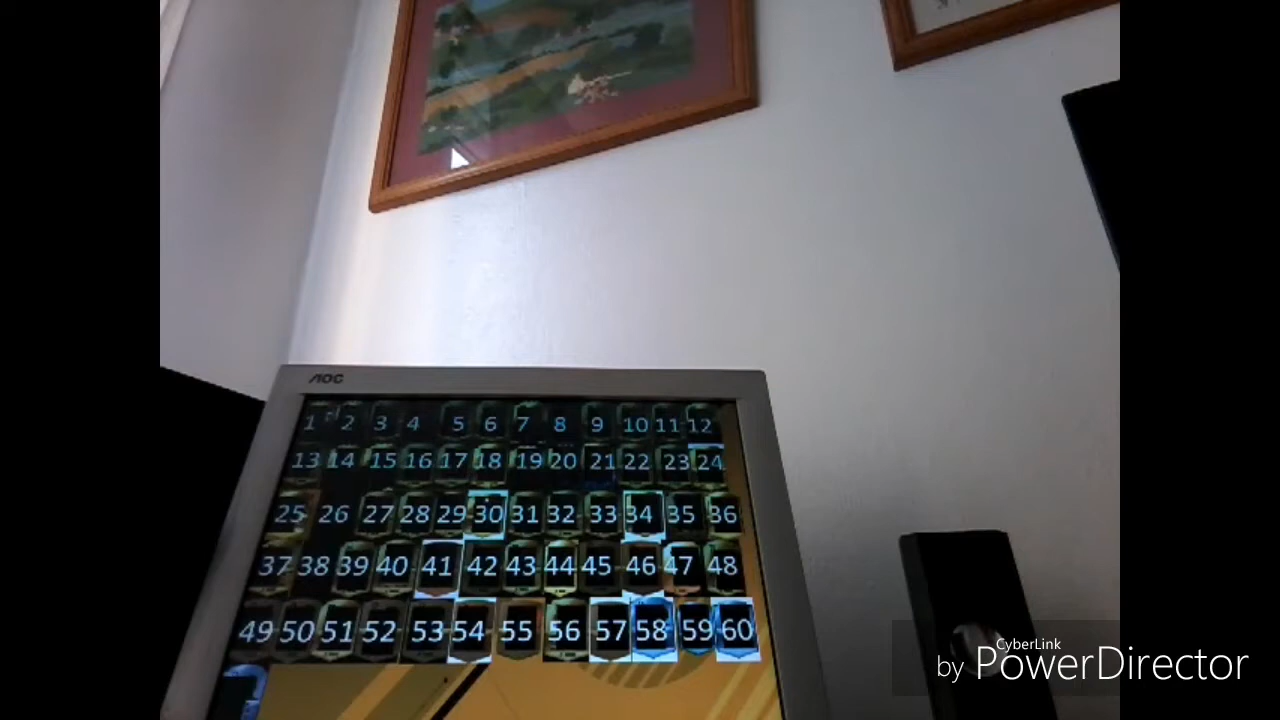 AOC
1 2 3 4 5 6 7 8 9 10 11 12
13 14 15 16 17 18 19 20 21 22 23 24
25 26 27 28 29 30 31 32 33 34 35 36
37 38 39 40 41 42 43 44 45 46 47 48
49 50 51 52 53 54 55 56 57 58 59 60
CyberLink
by PowerDirector